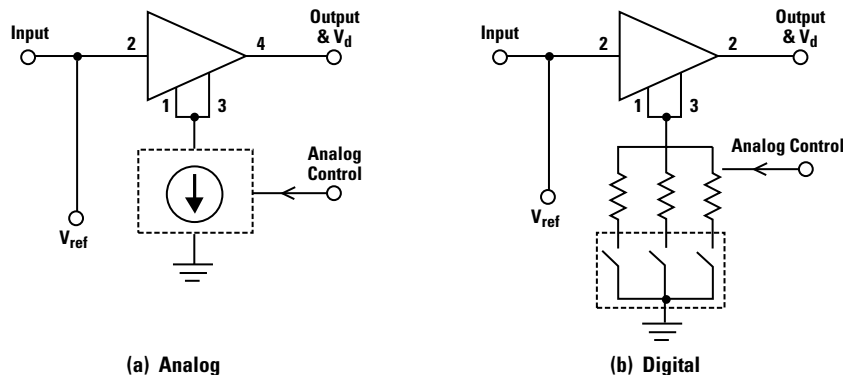 Input
2
4
Output
& Vd
1
3
Analog
Control
Vref
(a) Analog
Input
2
2
Output
& Vd
1
3
Analog Control
Vref
(b) Digital